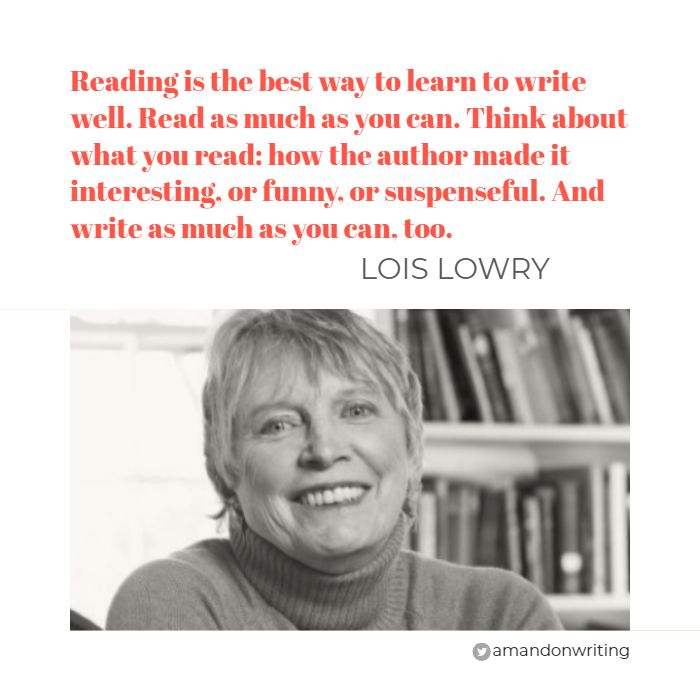 Reading is the best way to learn to write
well. Read as much as you can. Think about
what you read: how the author made it
interesting, or funny, or suspenseful. And
write as much as you can, too.
LOIS LOWRY
amandonwriting